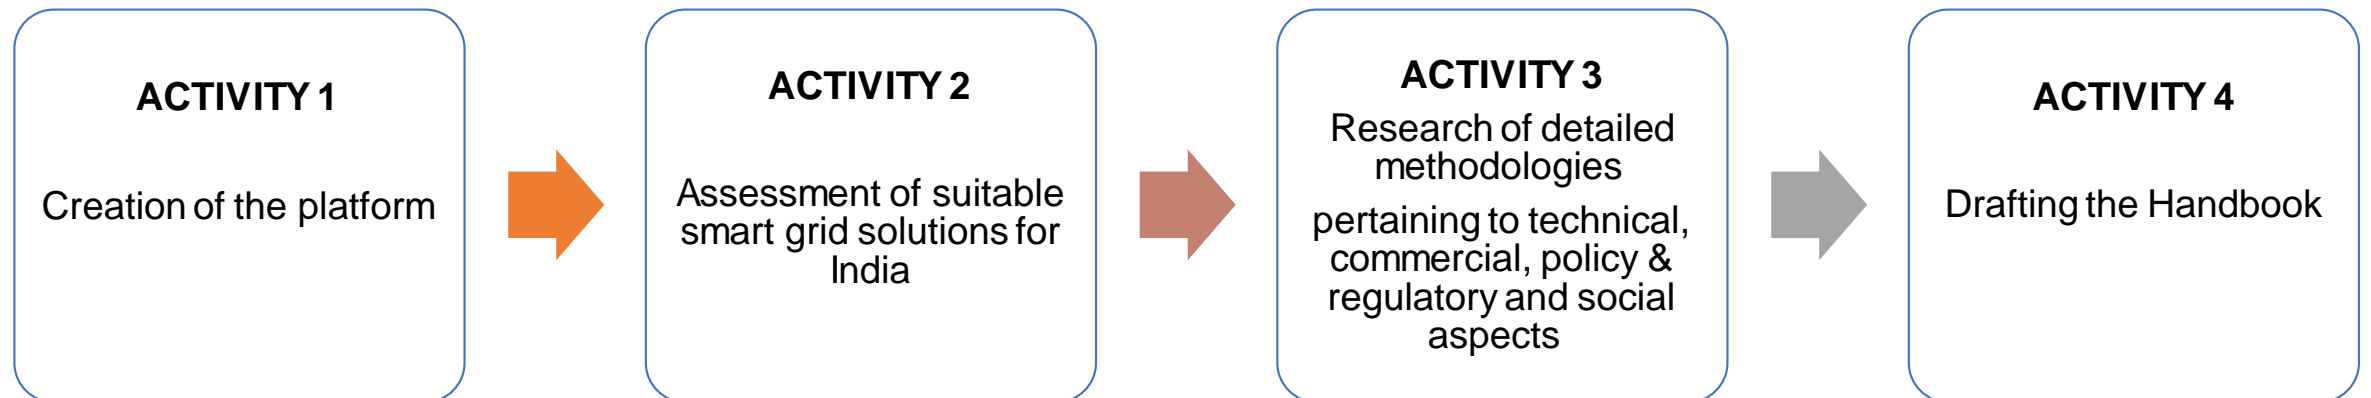 ACTIVITY 1
Creation of the platform
ACTIVITY 2
Assessment of suitable
smart grid solutions for
India
ACTIVITY 3
Research of detailed
methodologies
pertaining to technical,
commercial, policy &
regulatory and social
aspects
ACTIVITY 4
Drafting the Handbook